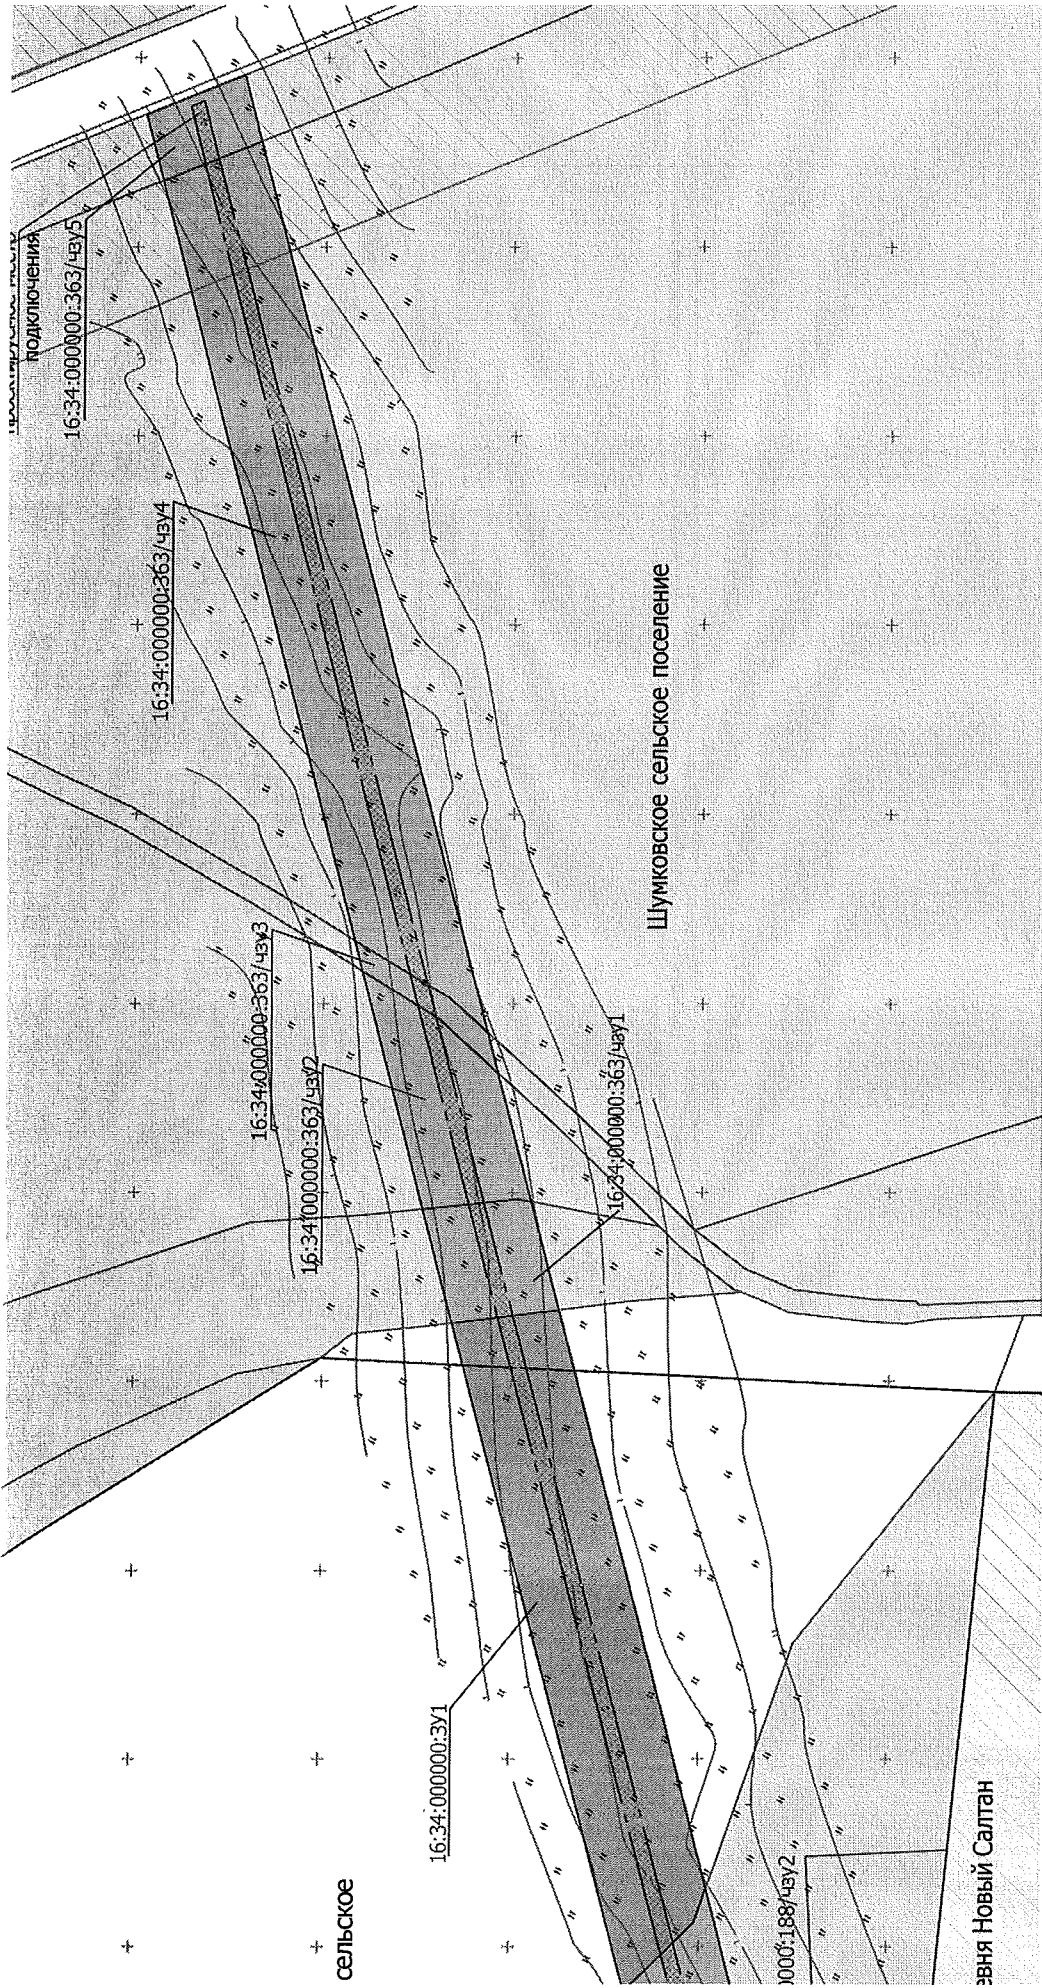 подключения
16:34:000000:363/чзу5
16:34:000000:363/чзу4
16:34:000000:363/чзу3
16:34:000000:363/чзу2
16:34:000000:363/чзу1
Шумковское сельское поселение
16:34:000000:ЗУ1
сельское
0000:188/чзу2
евня Новый Салтан